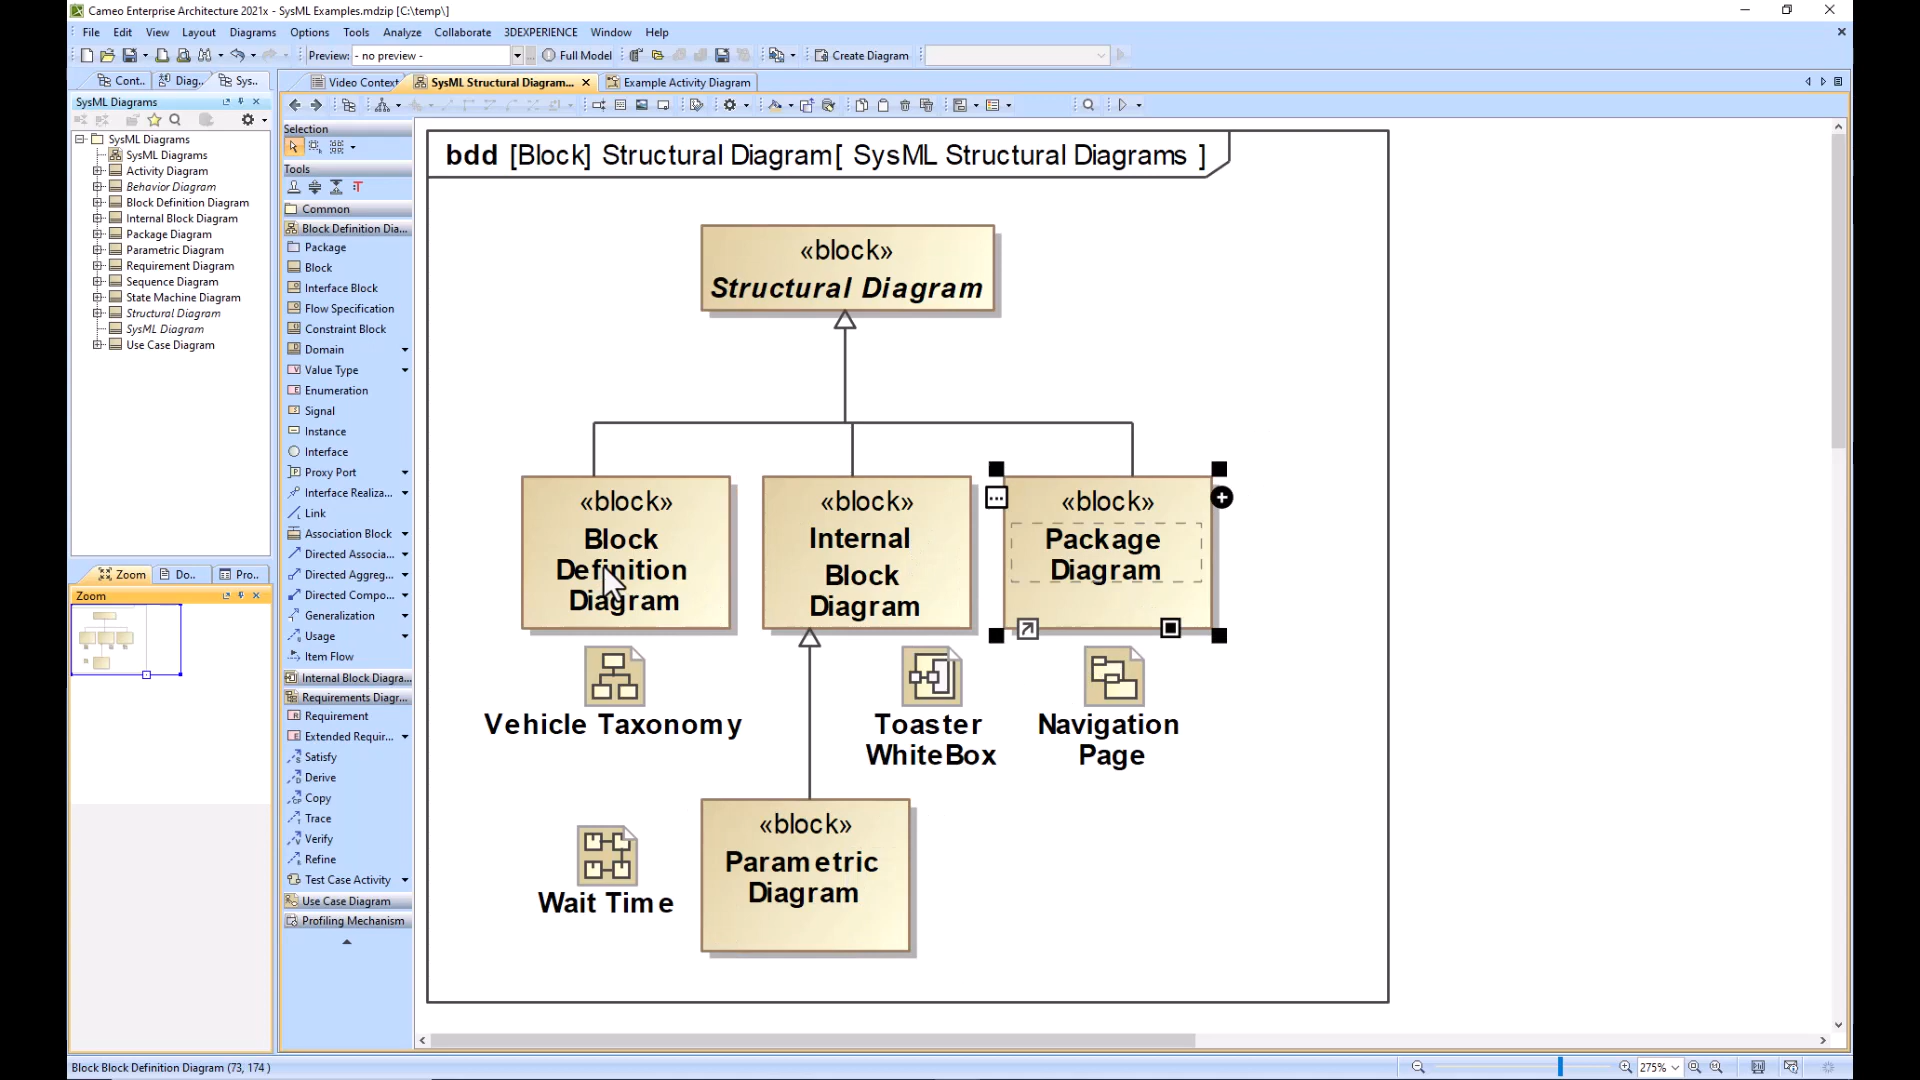 Cameo Enterprise Architecture 2021x - SysML Examples.mdzip [C:\temp\]
File Edit View Layout Diagrams Options Tools Analyze Collaborate 3DEXPERIENCE Window Help
Preview: - no preview - Full Model Create Diagram
Cont.. Diag.. Sys..
Video Context SysML Structural Diagram... Example Activity Diagram
SysML Diagrams
SysML Diagrams
SysML Diagrams
Activity Diagram
Behavior Diagram
Block Definition Diagram
Internal Block Diagram
Package Diagram
Parametric Diagram
Requirement Diagram
Sequence Diagram
State Machine Diagram
Structural Diagram
SysML Diagram
Use Case Diagram
Zoom Do.. Pro..
Zoom
Selection
Tools
Common
Block Definition Dia...
Package
Block
Interface Block
Flow Specification
Constraint Block
Domain
Value Type
Enumeration
Signal
Instance
Interface
Proxy Port
Interface Realiza...
Link
Association Block
Directed Associa...
Directed Aggreg...
Directed Compo...
Generalization
Usage
Item Flow
Internal Block Diagra...
Requirements Diagr...
Requirement
Extended Requir...
Satisfy
Derive
Copy
Trace
Verify
Refine
Test Case Activity
Use Case Diagram
Profiling Mechanism
bdd [Block] Structural Diagram[ SysML Structural Diagrams ]
«block»
Structural Diagram
«block»
Block
Definition
Diagram
«block»
Internal
Block
Diagram
«block»
Package
Diagram
Vehicle Taxonomy
Toaster
WhiteBox
Navigation
Page
Wait Time
«block»
Parametric
Diagram
Block Block Definition Diagram (73, 174 )
275%